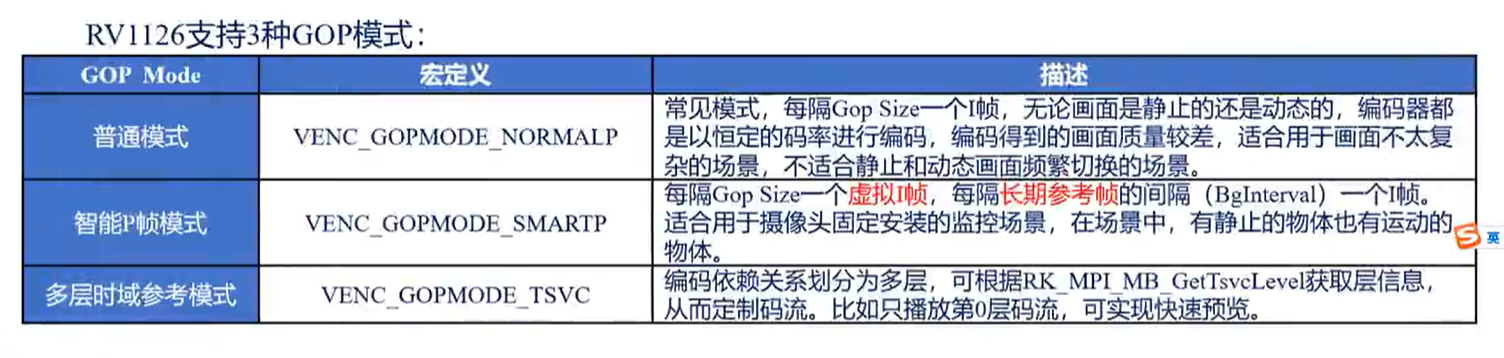 RV1126支持3种GOP模式：
GOP Mode 宏定义 描述
普通模式 VENC_GOPMODE_NORMALP 常见模式，每隔Gop Size一个I帧，无论画面是静止的还是动态的，编码器都
是以恒定的码率进行编码，编码得到的画面质量较差，适合用于画面不太复
杂的场景，不适合静止和动态画面频繁切换的场景。
智能P帧模式 VENC_GOPMODE_SMARTP 每隔Gop Size一个虚拟I帧，每隔长期参考帧的间隔（BgInterval）一个I帧。
适合用于摄像头固定安装的监控场景，在场景中，有静止的物体也有运动的
物体。
多层时域参考模式 VENC_GOPMODE_TSVC 编码依赖关系划分为多层，可根据RK_MPI_MB_GetTsvcLevel获取层信息，
从而定制码流。比如只播放第0层码流，可实现快速预览。
S 英